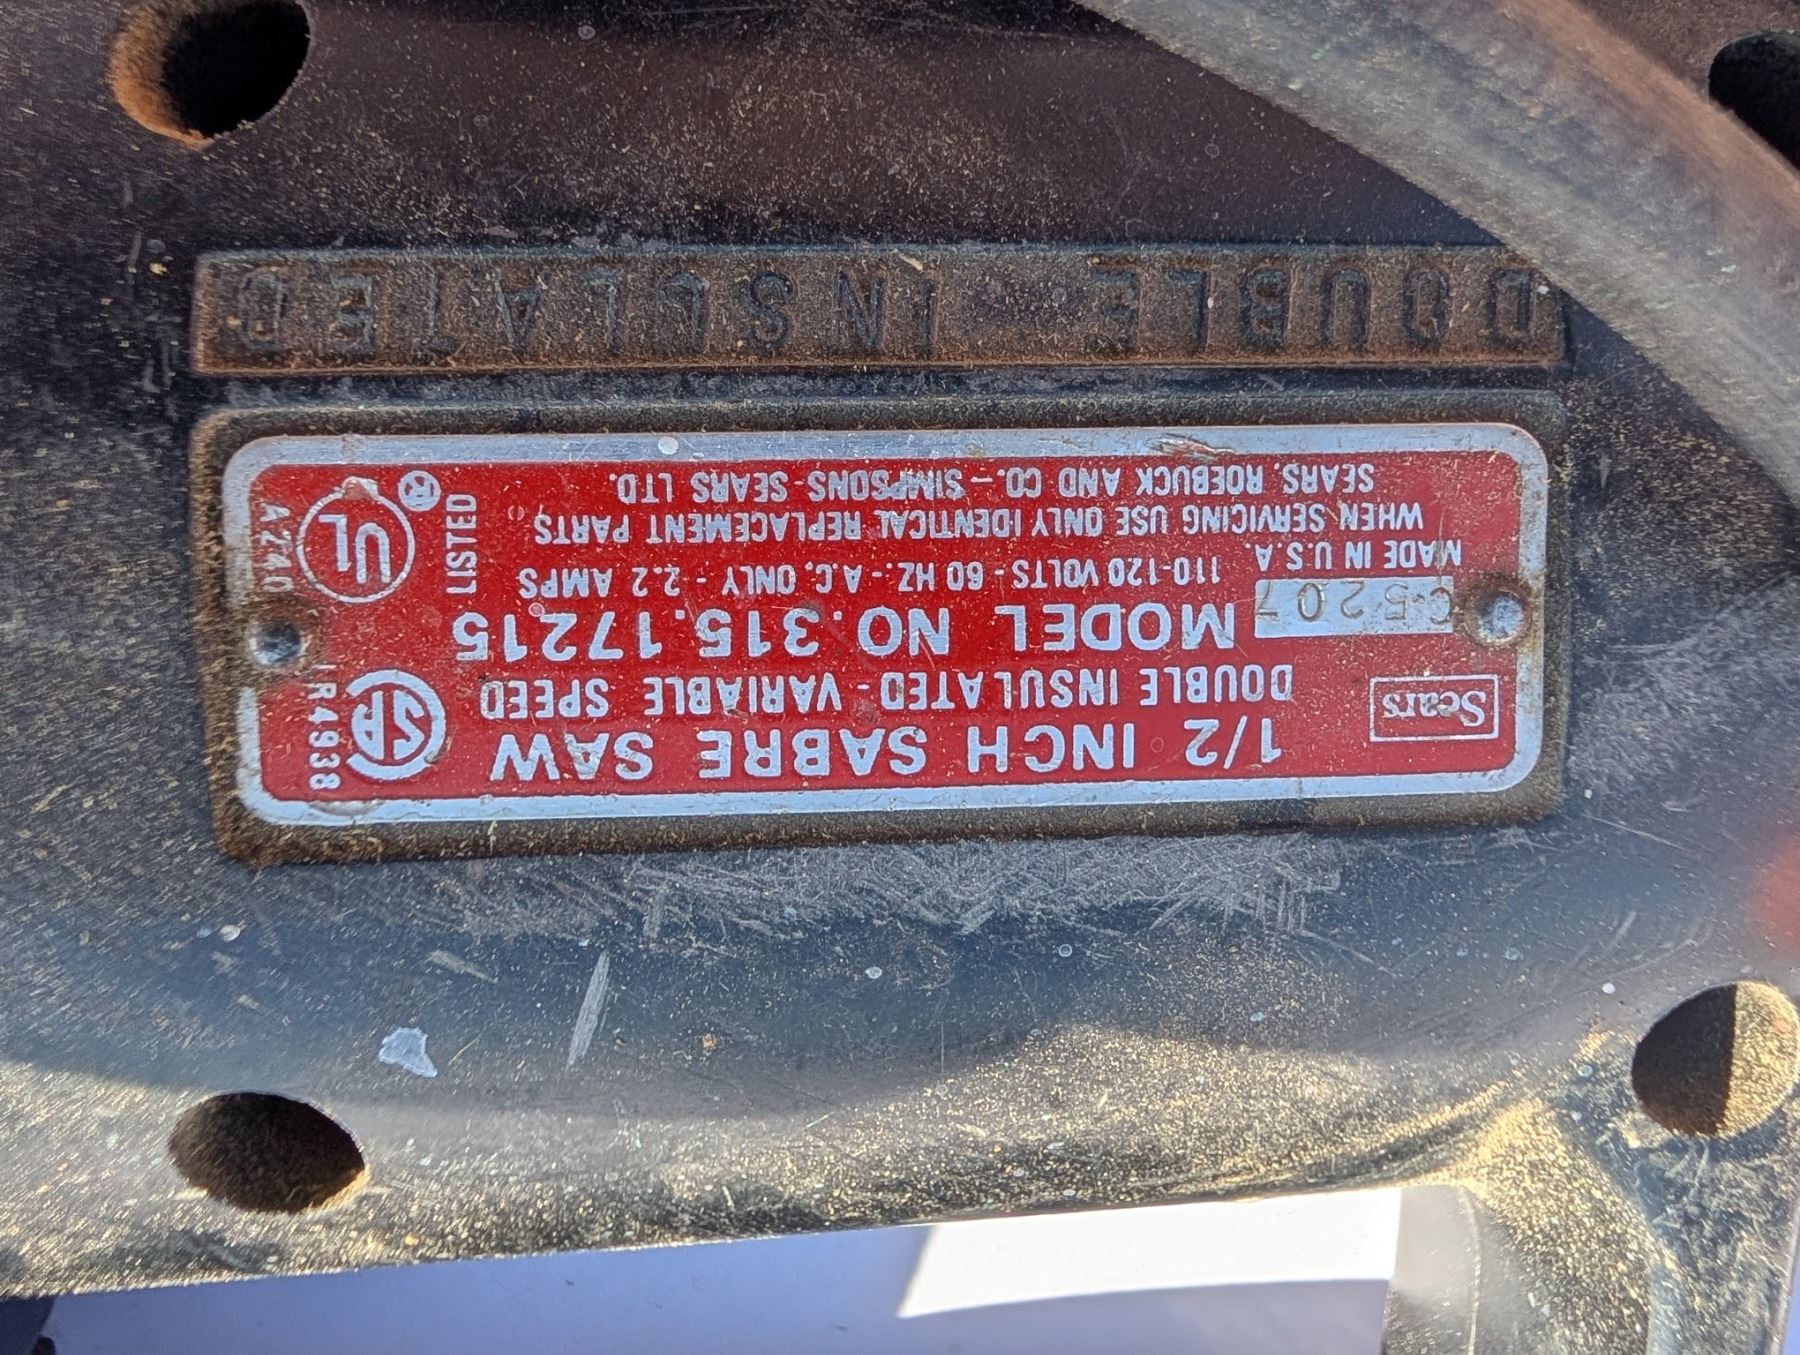 1/2 INCH SABRE SAW
Sears
DOUBLE INSULATED - VARIABLE SPEED
MODEL NO. 315.17215
C5207
MADE IN U.S.A.
110-120 VOLTS - 60 HZ. - A.C. ONLY - 2.2 AMPS
WHEN SERVICING USE ONLY IDENTICAL REPLACEMENT PARTS
SEARS, ROEBUCK AND CO. — SIMPSONS-SEARS LTD.
SA
LR4938
LISTED
UL
®
A240
DOUBLE INSULATED